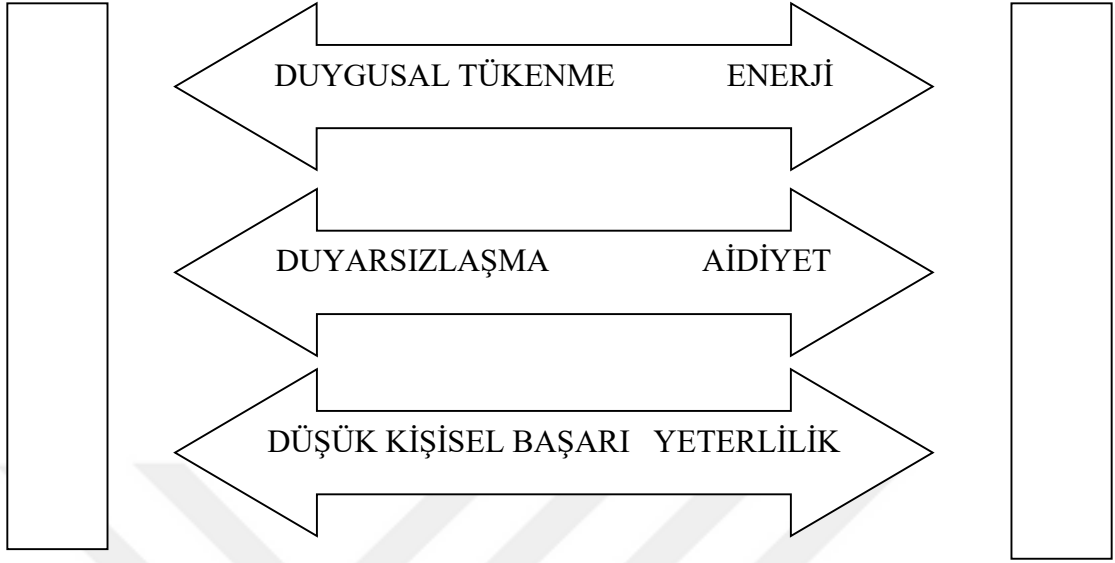 DUYGUSAL TÜKENME ENERJİ
DUYARSIZLAŞMA AİDİYET
DÜŞÜK KİŞİSEL BAŞARI YETERLİLİK